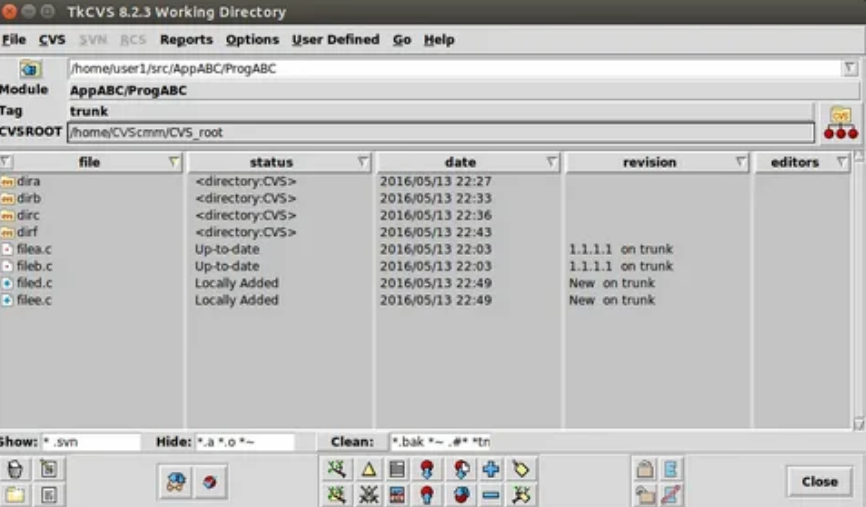 TkCVS 8.2.3 Working Directory
File CVS SVN RCS Reports Options User Defined Go Help
/home/user1/src/AppABC/ProgABC
Module AppABC/ProgABC
Tag trunk
CVSROOT /home/CVScmm/CVS_root
file status date revision editors
dira <directory:CVS> 2016/05/13 22:27
dirb <directory:CVS> 2016/05/13 22:33
dirc <directory:CVS> 2016/05/13 22:36
dirf <directory:CVS> 2016/05/13 22:43
filea.c Up-to-date 2016/05/13 22:03 1.1.1.1 on trunk
fileb.c Up-to-date 2016/05/13 22:03 1.1.1.1 on trunk
filed.c Locally Added 2016/05/13 22:49 New on trunk
filee.c Locally Added 2016/05/13 22:49 New on trunk
Show: * .svn Hide: *.a *.o *~ Clean: *.bak *~ .#* *tr
Close